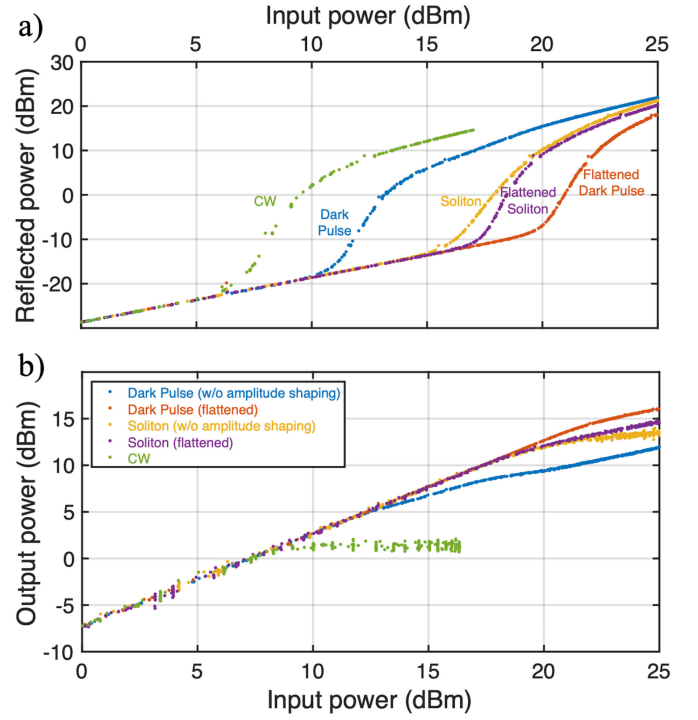 Input power (dBm)
a)
0 5 10 15 20 25
Reflected power (dBm)
30
20
10
0
-10
-20
CW
Dark
Pulse
Soliton
Flattened
Soliton
Flattened
Dark Pulse
b)
Output power (dBm)
15
10
5
0
-5
-10
Dark Pulse (w/o amplitude shaping)
Dark Pulse (flattened)
Soliton (w/o amplitude shaping)
Soliton (flattened)
CW
0 5 10 15 20 25
Input power (dBm)